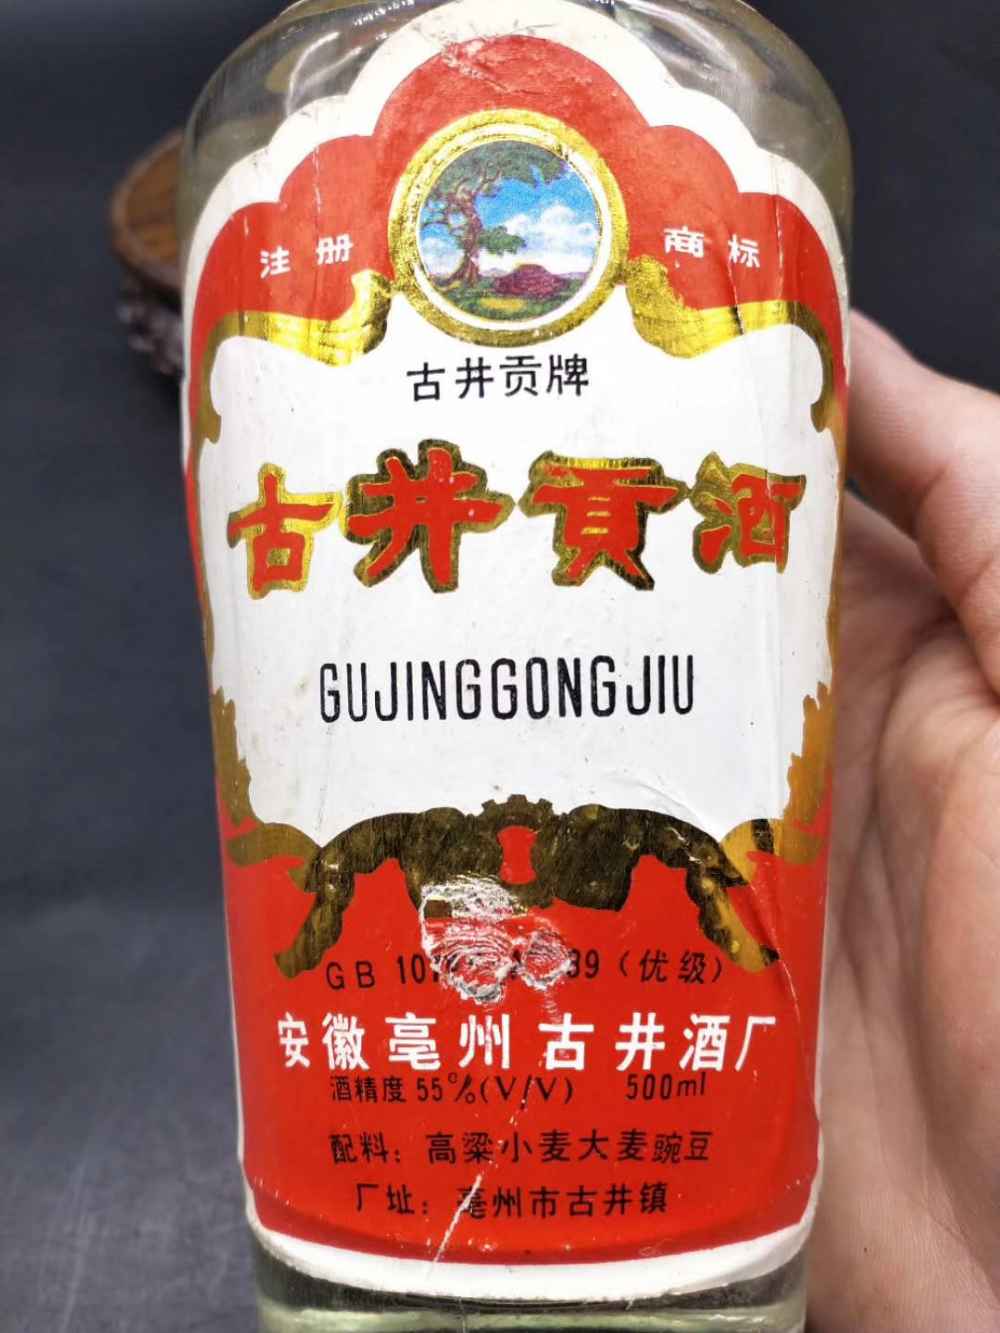 注册 商标
古井贡牌
古井貢酒
GUJINGGONGJIU
GB 10 89(优级)
安徽亳州古井酒厂
酒精度 55%(V/V) 500ml
配料：高粱小麦大麦豌豆
厂址：亳州市古井镇